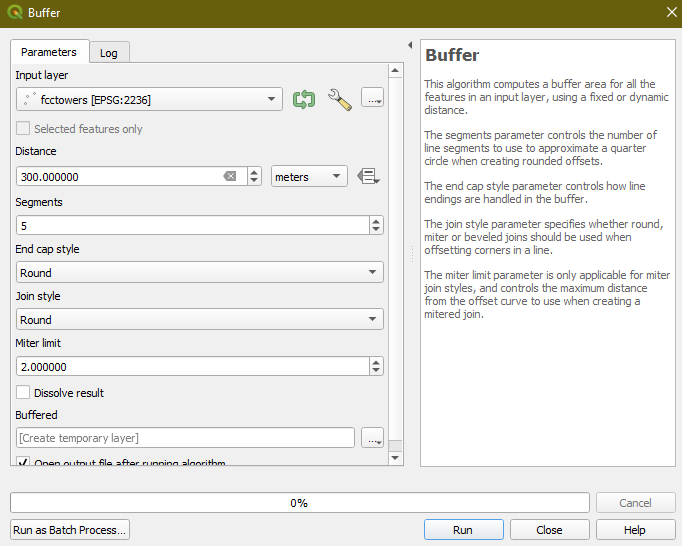 Buffer
Parameters
Log
Input layer
fcctowers [EPSG:2236]
...
Selected features only
Distance
300.000000
meters
Segments
5
End cap style
Round
Join style
Round
Miter limit
2.000000
Dissolve result
Buffered
[Create temporary layer]
...
Open output file after running algorithm
Buffer
This algorithm computes a buffer area for all the
features in an input layer, using a fixed or dynamic
distance.
The segments parameter controls the number of
line segments to use to approximate a quarter
circle when creating rounded offsets.
The end cap style parameter controls how line
endings are handled in the buffer.
The join style parameter specifies whether round,
miter or beveled joins should be used when
offsetting corners in a line.
The miter limit parameter is only applicable for miter
join styles, and controls the maximum distance
from the offset curve to use when creating a
mitered join.
0%
Cancel
Run as Batch Process...
Run
Close
Help